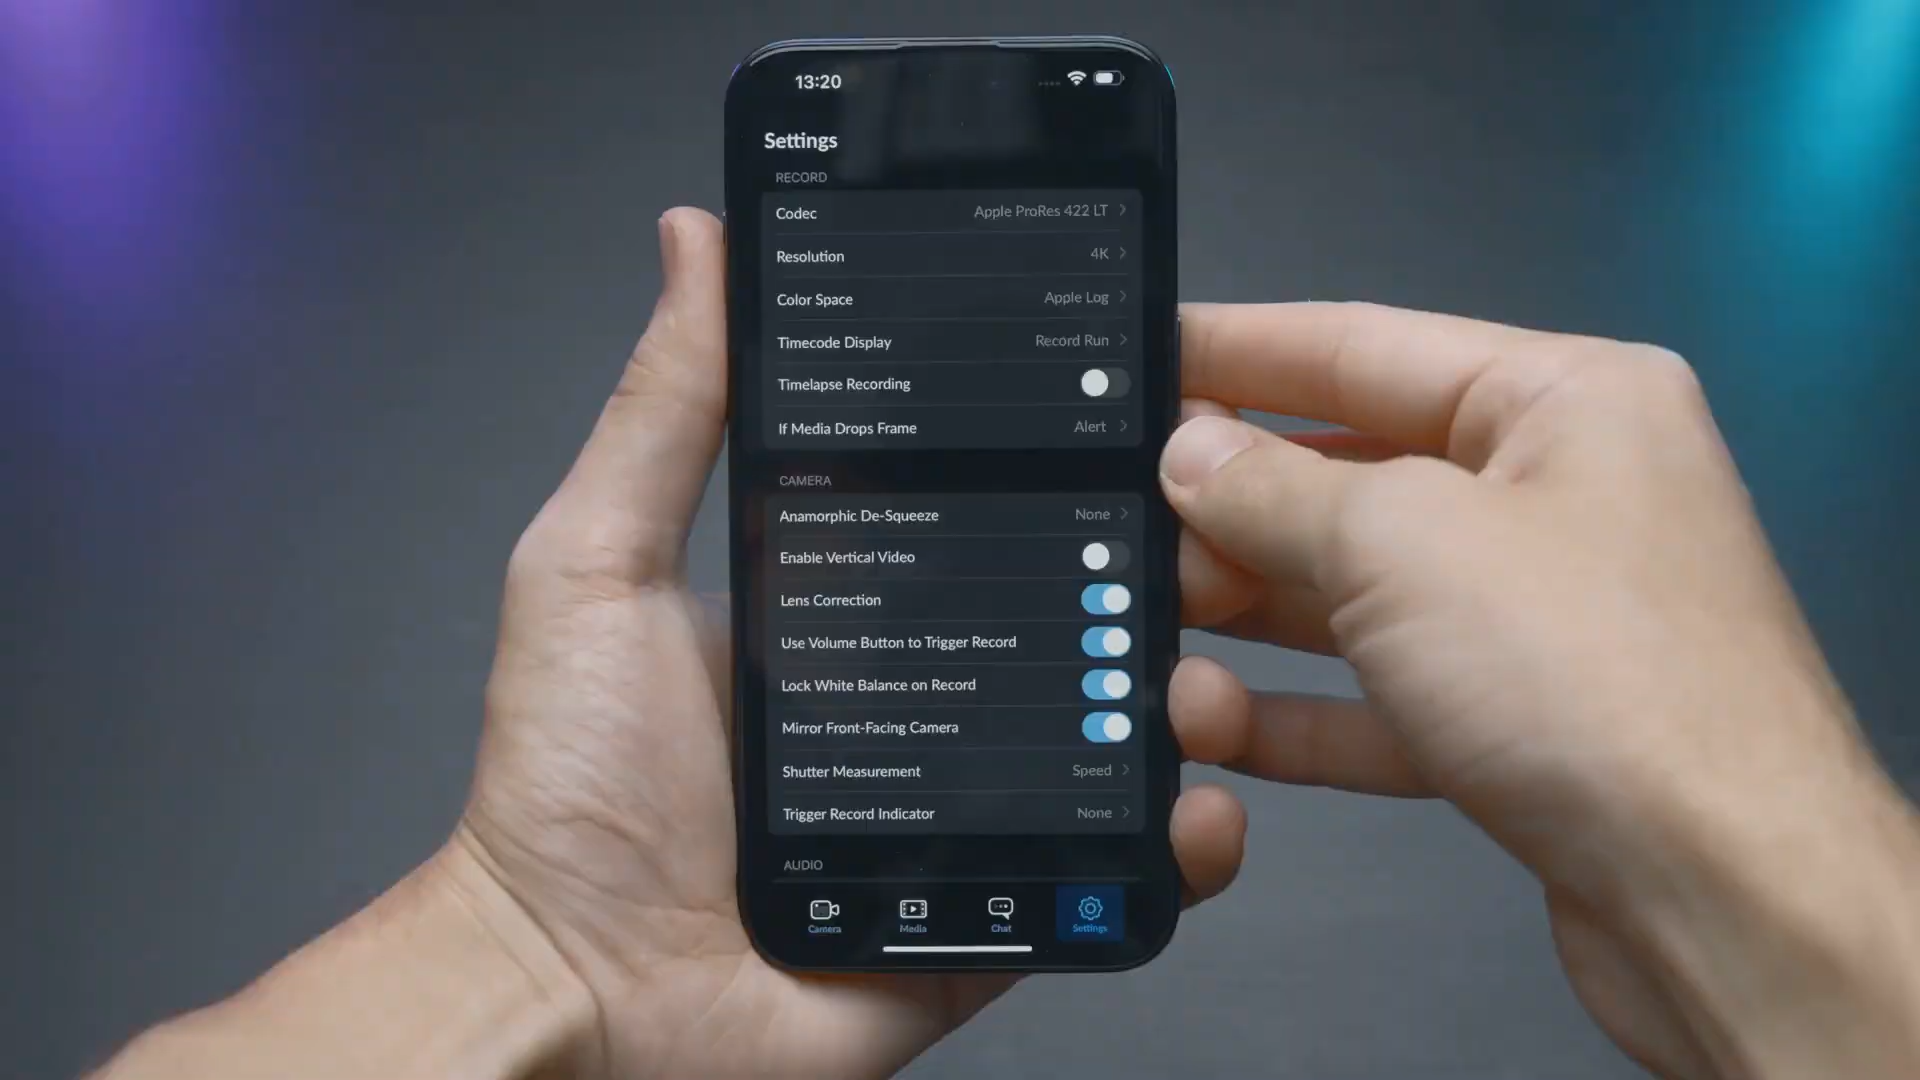 13:20
Settings
RECORD
Codec Apple ProRes 422 LT
Resolution 4K
Color Space Apple Log
Timecode Display Record Run
Timelapse Recording
If Media Drops Frame Alert
CAMERA
Anamorphic De-Squeeze None
Enable Vertical Video
Lens Correction
Use Volume Button to Trigger Record
Lock White Balance on Record
Mirror Front-Facing Camera
Shutter Measurement Speed
Trigger Record Indicator None
AUDIO
Camera Media Chat Settings